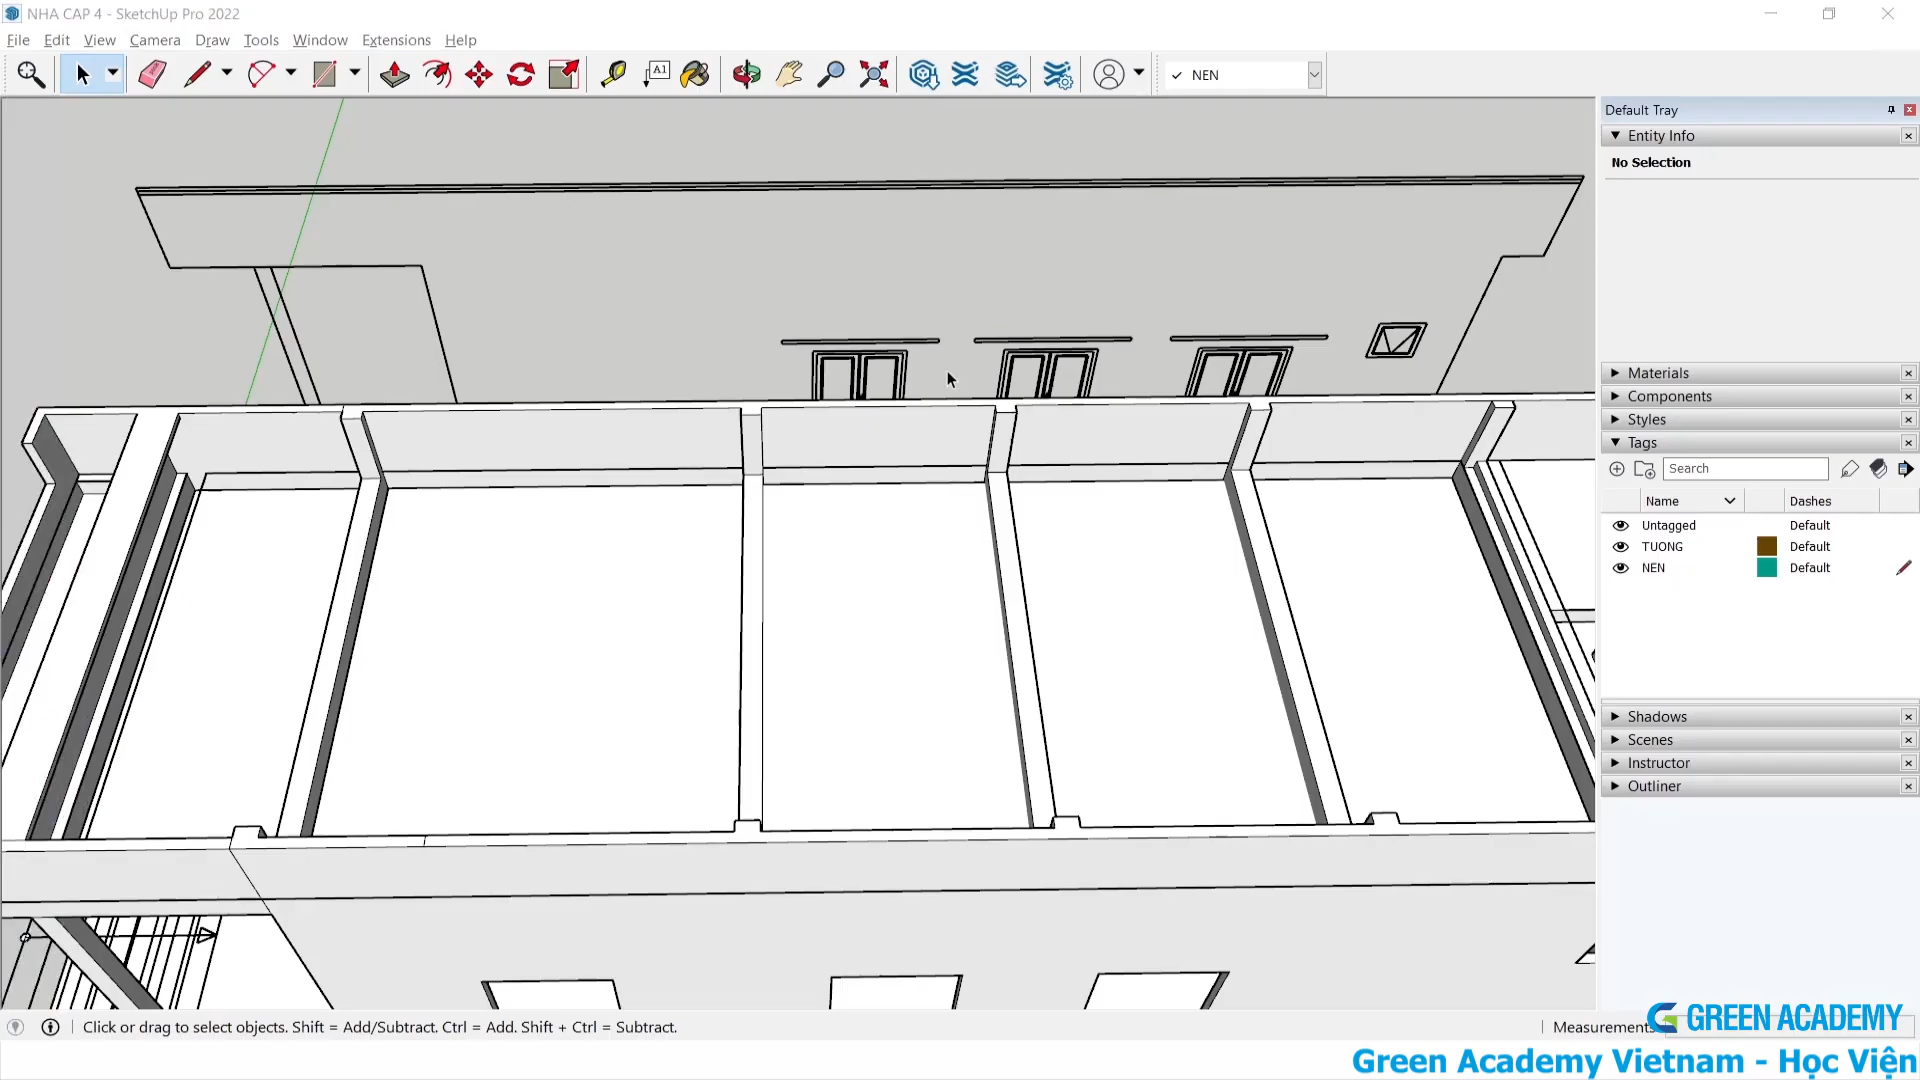 NHA CAP 4 - SketchUp Pro 2022
File Edit View Camera Draw Tools Window Extensions Help
A1
NEN
Default Tray
Entity Info
No Selection
Materials
Components
Styles
Tags
Search
Name Dashes
Untagged Default
TUONG Default
NEN Default
Shadows
Scenes
Instructor
Outliner
Click or drag to select objects. Shift = Add/Subtract. Ctrl = Add. Shift + Ctrl = Subtract.
Measurements
GREEN ACADEMY
Green Academy Vietnam - Học Viện